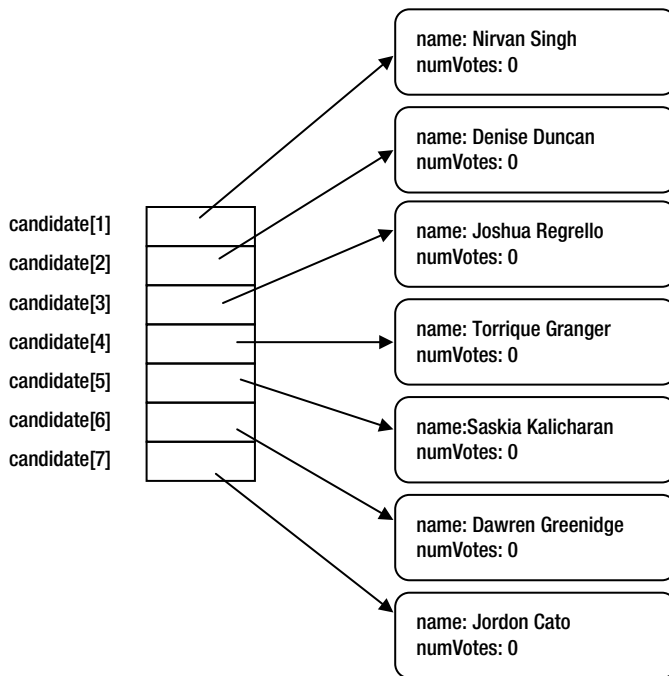 name: Nirvan Singh
numVotes: 0
name: Denise Duncan
numVotes: 0
candidate[1]
candidate[2]
candidate[3]
candidate[4]
candidate[5]
candidate[6]
candidate[7]
name: Joshua Regrello
numVotes: 0
name: Torrique Granger
numVotes: 0
name:Saskia Kalicharan
numVotes: 0
name: Dawren Greenidge
numVotes: 0
name: Jordon Cato
numVotes: 0